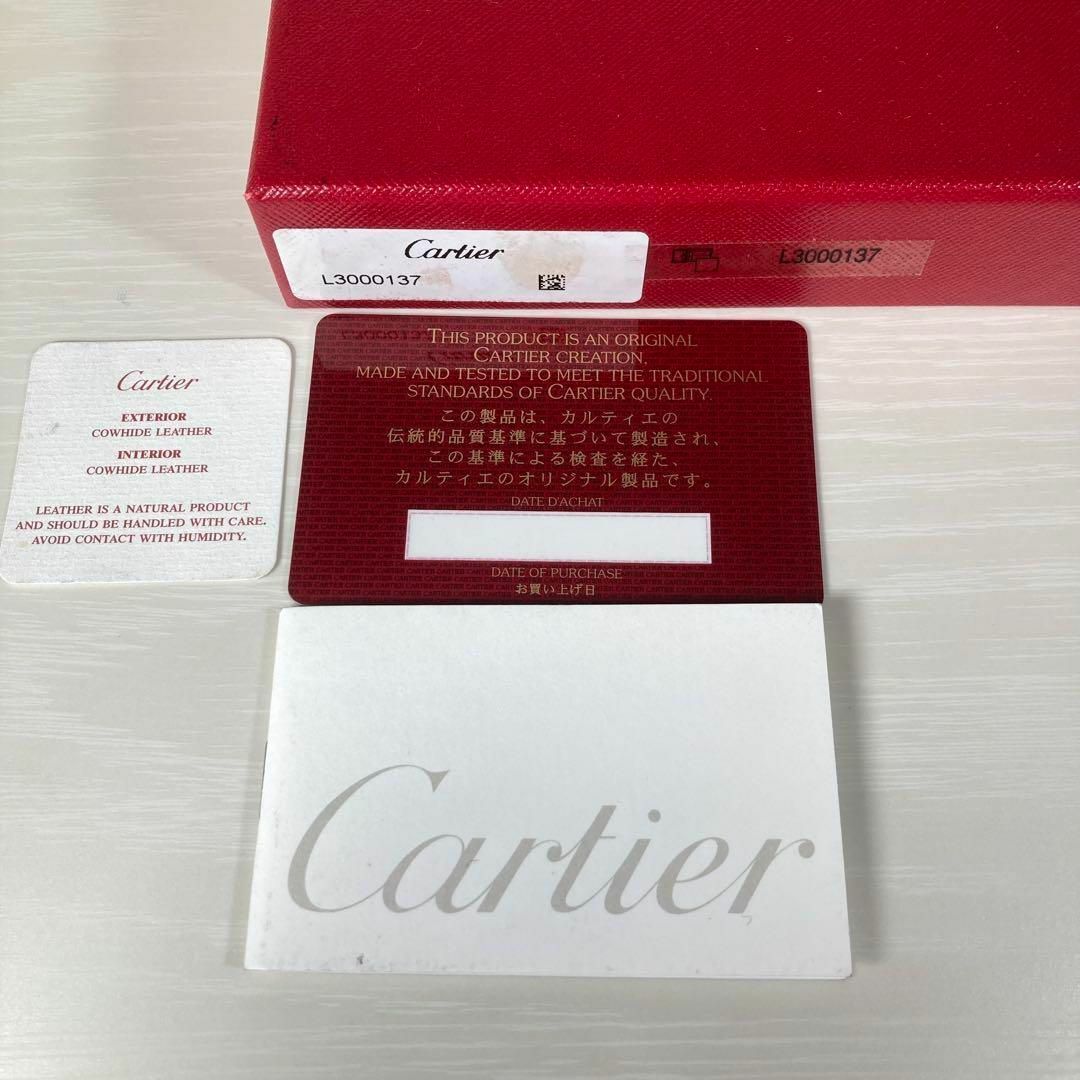 Cartier
L3000137
L3000137
Cartier
EXTERIOR
COWHIDE LEATHER
INTERIOR
COWHIDE LEATHER
LEATHER IS A NATURAL PRODUCT
AND SHOULD BE HANDLED WITH CARE.
AVOID CONTACT WITH HUMIDITY.
THIS PRODUCT IS AN ORIGINAL
CARTIER CREATION,
MADE AND TESTED TO MEET THE TRADITIONAL
STANDARDS OF CARTIER QUALITY.
この製品は、カルティエの
伝統的品質基準に基づいて製造され、
この基準による検査を経た、
カルティエのオリジナル製品です。
DATE D'ACHAT
DATE OF PURCHASE
お買い上げ日
Cartier